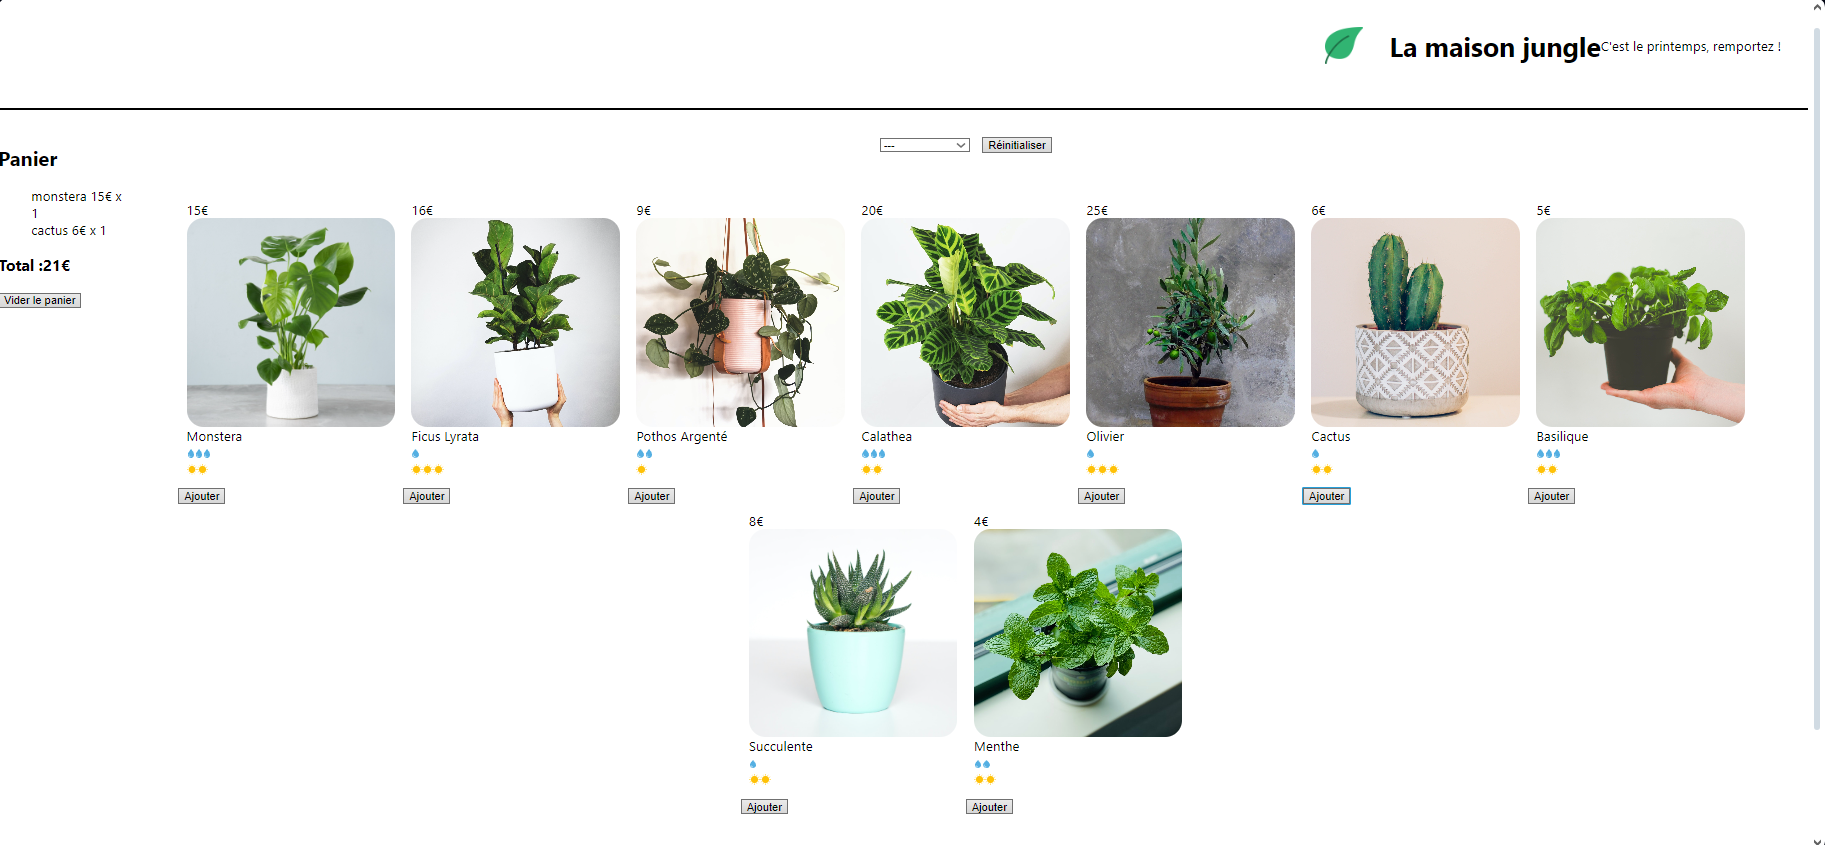 La maison jungle
C'est le printemps, remportez !
Panier
monstera 15€ x
1
cactus 6€ x 1
Total :21€
Vider le panier
---
Réinitialiser
15€
Monstera
Ajouter
16€
Ficus Lyrata
Ajouter
9€
Pothos Argenté
Ajouter
20€
Calathea
Ajouter
25€
Olivier
Ajouter
6€
Cactus
Ajouter
5€
Basilique
Ajouter
8€
Succulente
Ajouter
4€
Menthe
Ajouter